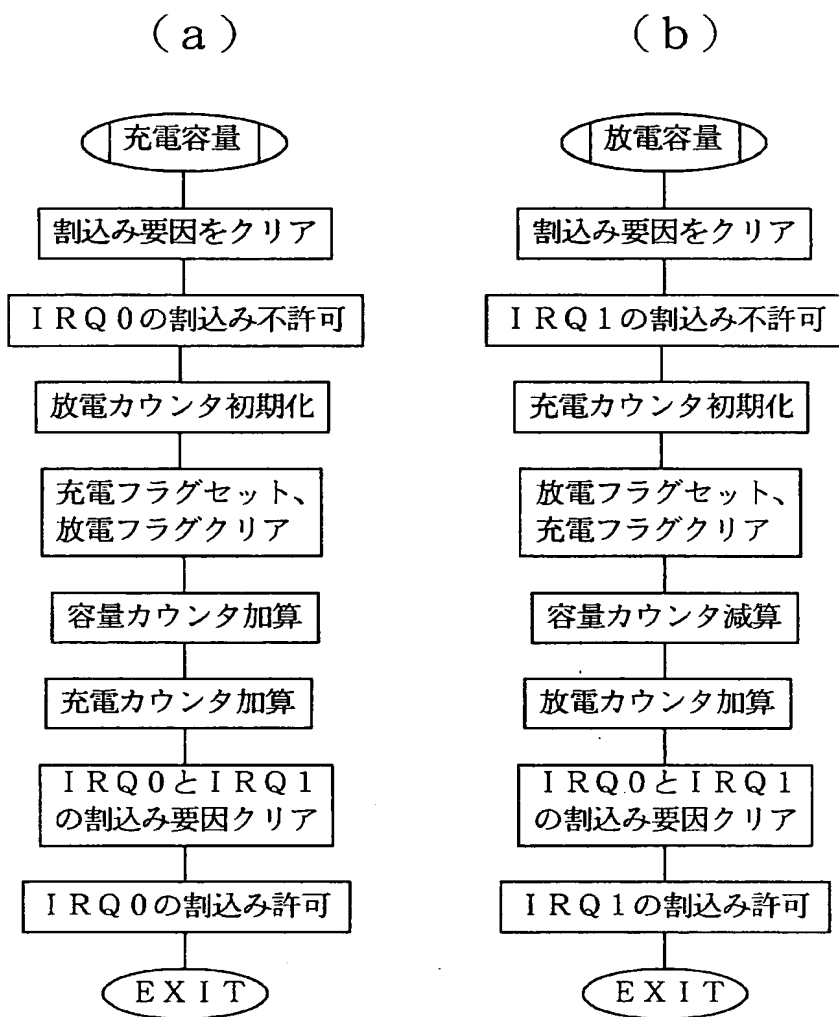 (a)
充電容量
割込み要因をクリア
IRQ0の割込み不許可
放電カウンタ初期化
充電フラグセット、
放電フラグクリア
容量カウンタ加算
充電カウンタ加算
IRQ0とIRQ1
の割込み要因クリア
IRQ0の割込み許可
EXIT
(b)
放電容量
割込み要因をクリア
IRQ1の割込み不許可
充電カウンタ初期化
放電フラグセット、
充電フラグクリア
容量カウンタ減算
放電カウンタ加算
IRQ0とIRQ1
の割込み要因クリア
IRQ1の割込み許可
EXIT